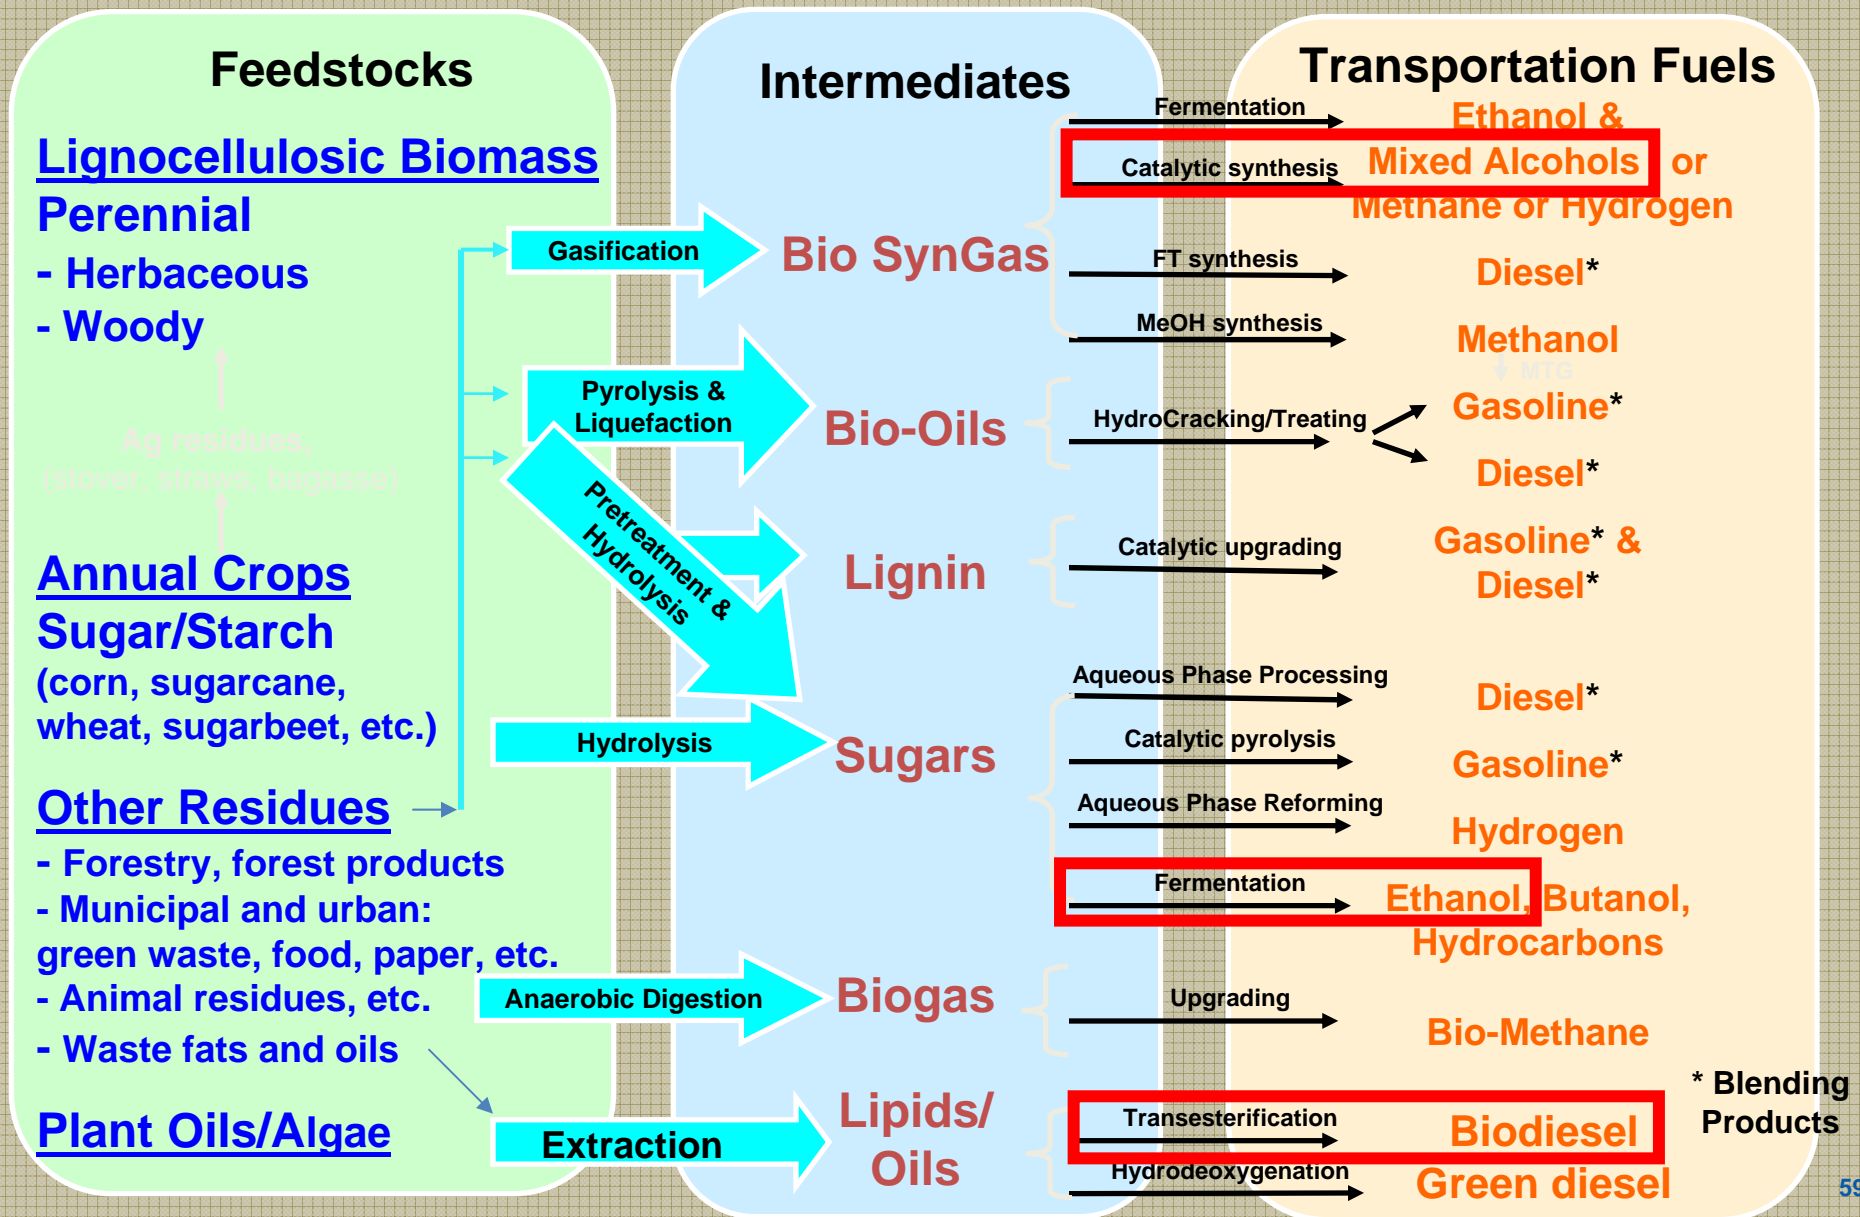 Feedstocks
Lignocellulosic Biomass
Perennial
- Herbaceous
- Woody
Ag residues,
(stover, straws, bagasse)
Annual Crops
Sugar/Starch
(corn, sugarcane,
wheat, sugarbeet, etc.)
Other Residues
- Forestry, forest products
- Municipal and urban:
green waste, food, paper, etc.
- Animal residues, etc.
- Waste fats and oils
Plant Oils/Algae
Gasification
Pyrolysis &
Liquefaction
Pretreatment &
Hydrolysis
Hydrolysis
Anaerobic Digestion
Extraction
Intermediates
Bio SynGas
Bio-Oils
Lignin
Sugars
Biogas
Lipids/
Oils
Fermentation
Catalytic synthesis
FT synthesis
MeOH synthesis
HydroCracking/Treating
Catalytic upgrading
Aqueous Phase Processing
Catalytic pyrolysis
Aqueous Phase Reforming
Fermentation
Upgrading
Transesterification
Hydrodeoxygenation
Transportation Fuels
Ethanol &
Mixed Alcohols or
Methane or Hydrogen
Diesel*
Methanol
MTG
Gasoline*
Diesel*
Gasoline* &
Diesel*
Diesel*
Gasoline*
Hydrogen
Ethanol, Butanol,
Hydrocarbons
Bio-Methane
Biodiesel
Green diesel
* Blending
Products
59